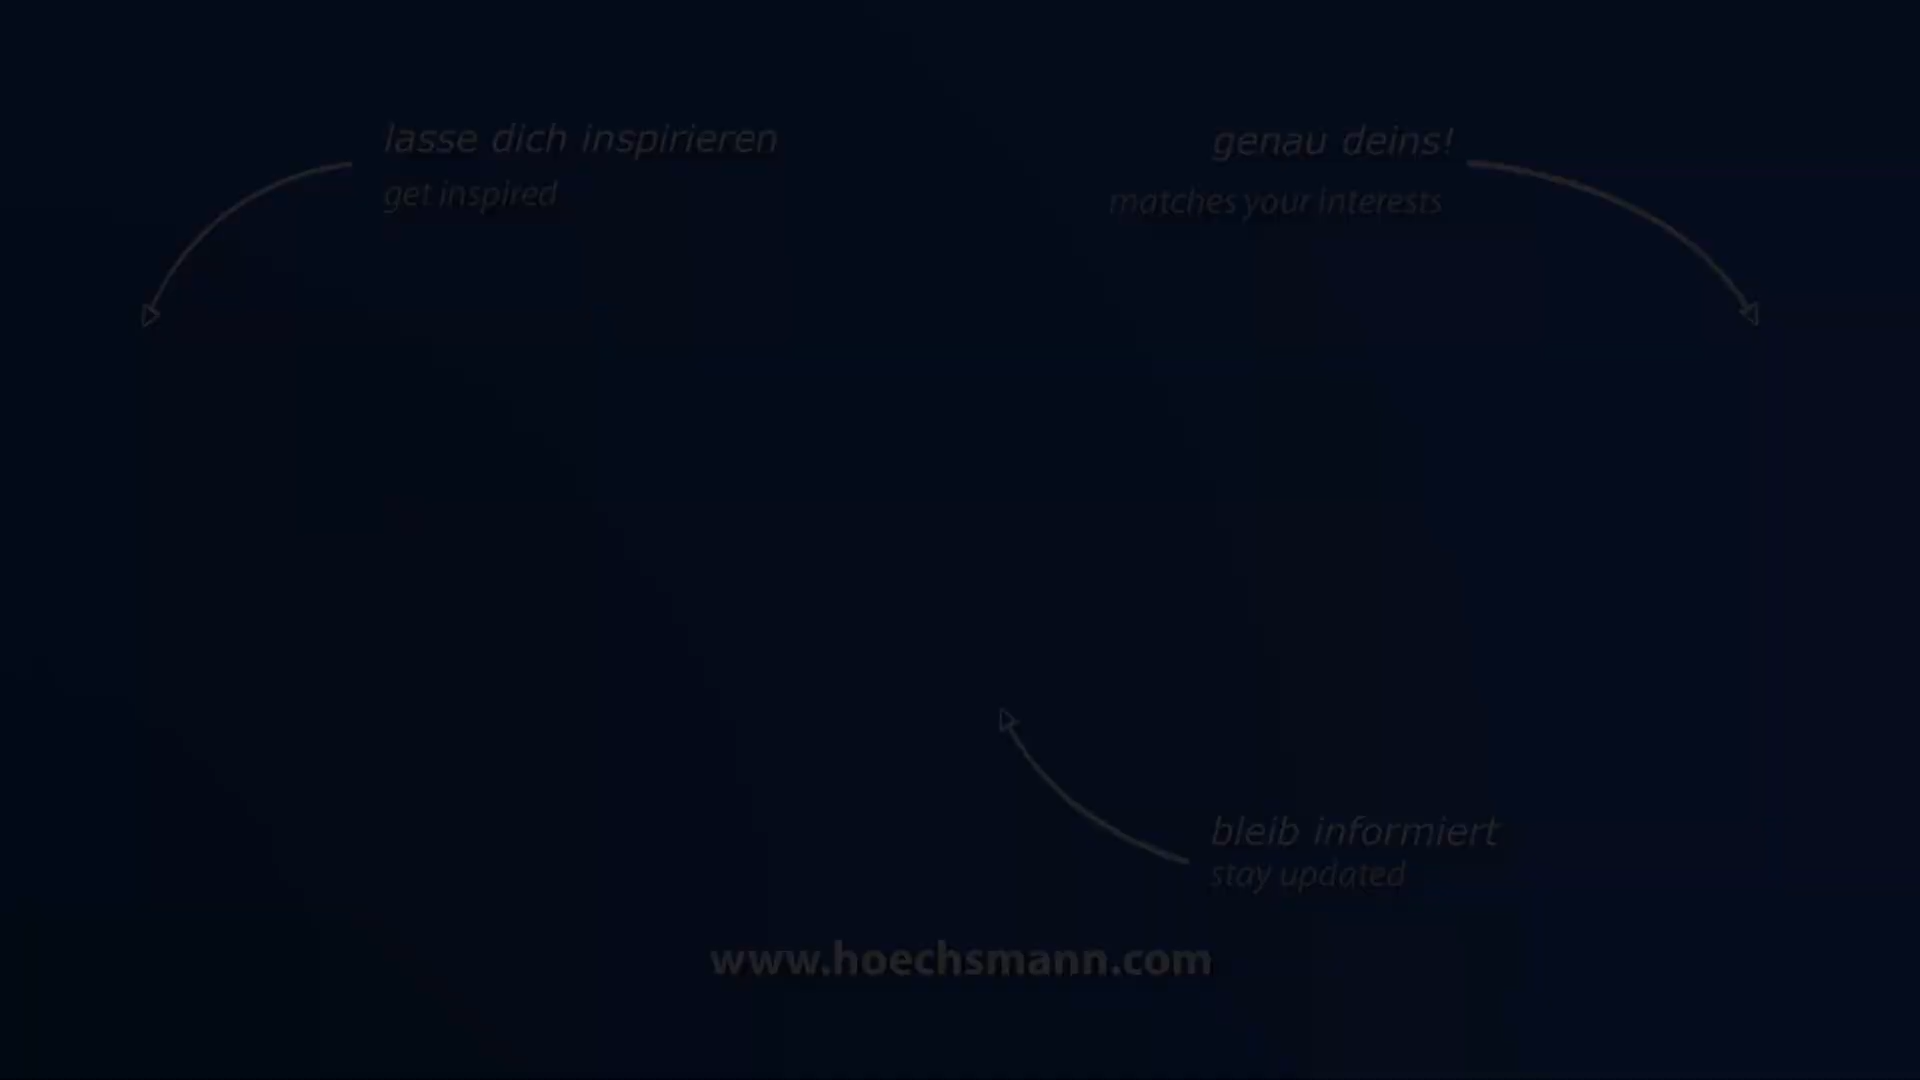 lasse dich inspirieren
get inspired
genau deins!
matches your interests
bleib informiert
stay updated
www.hoechsmann.com